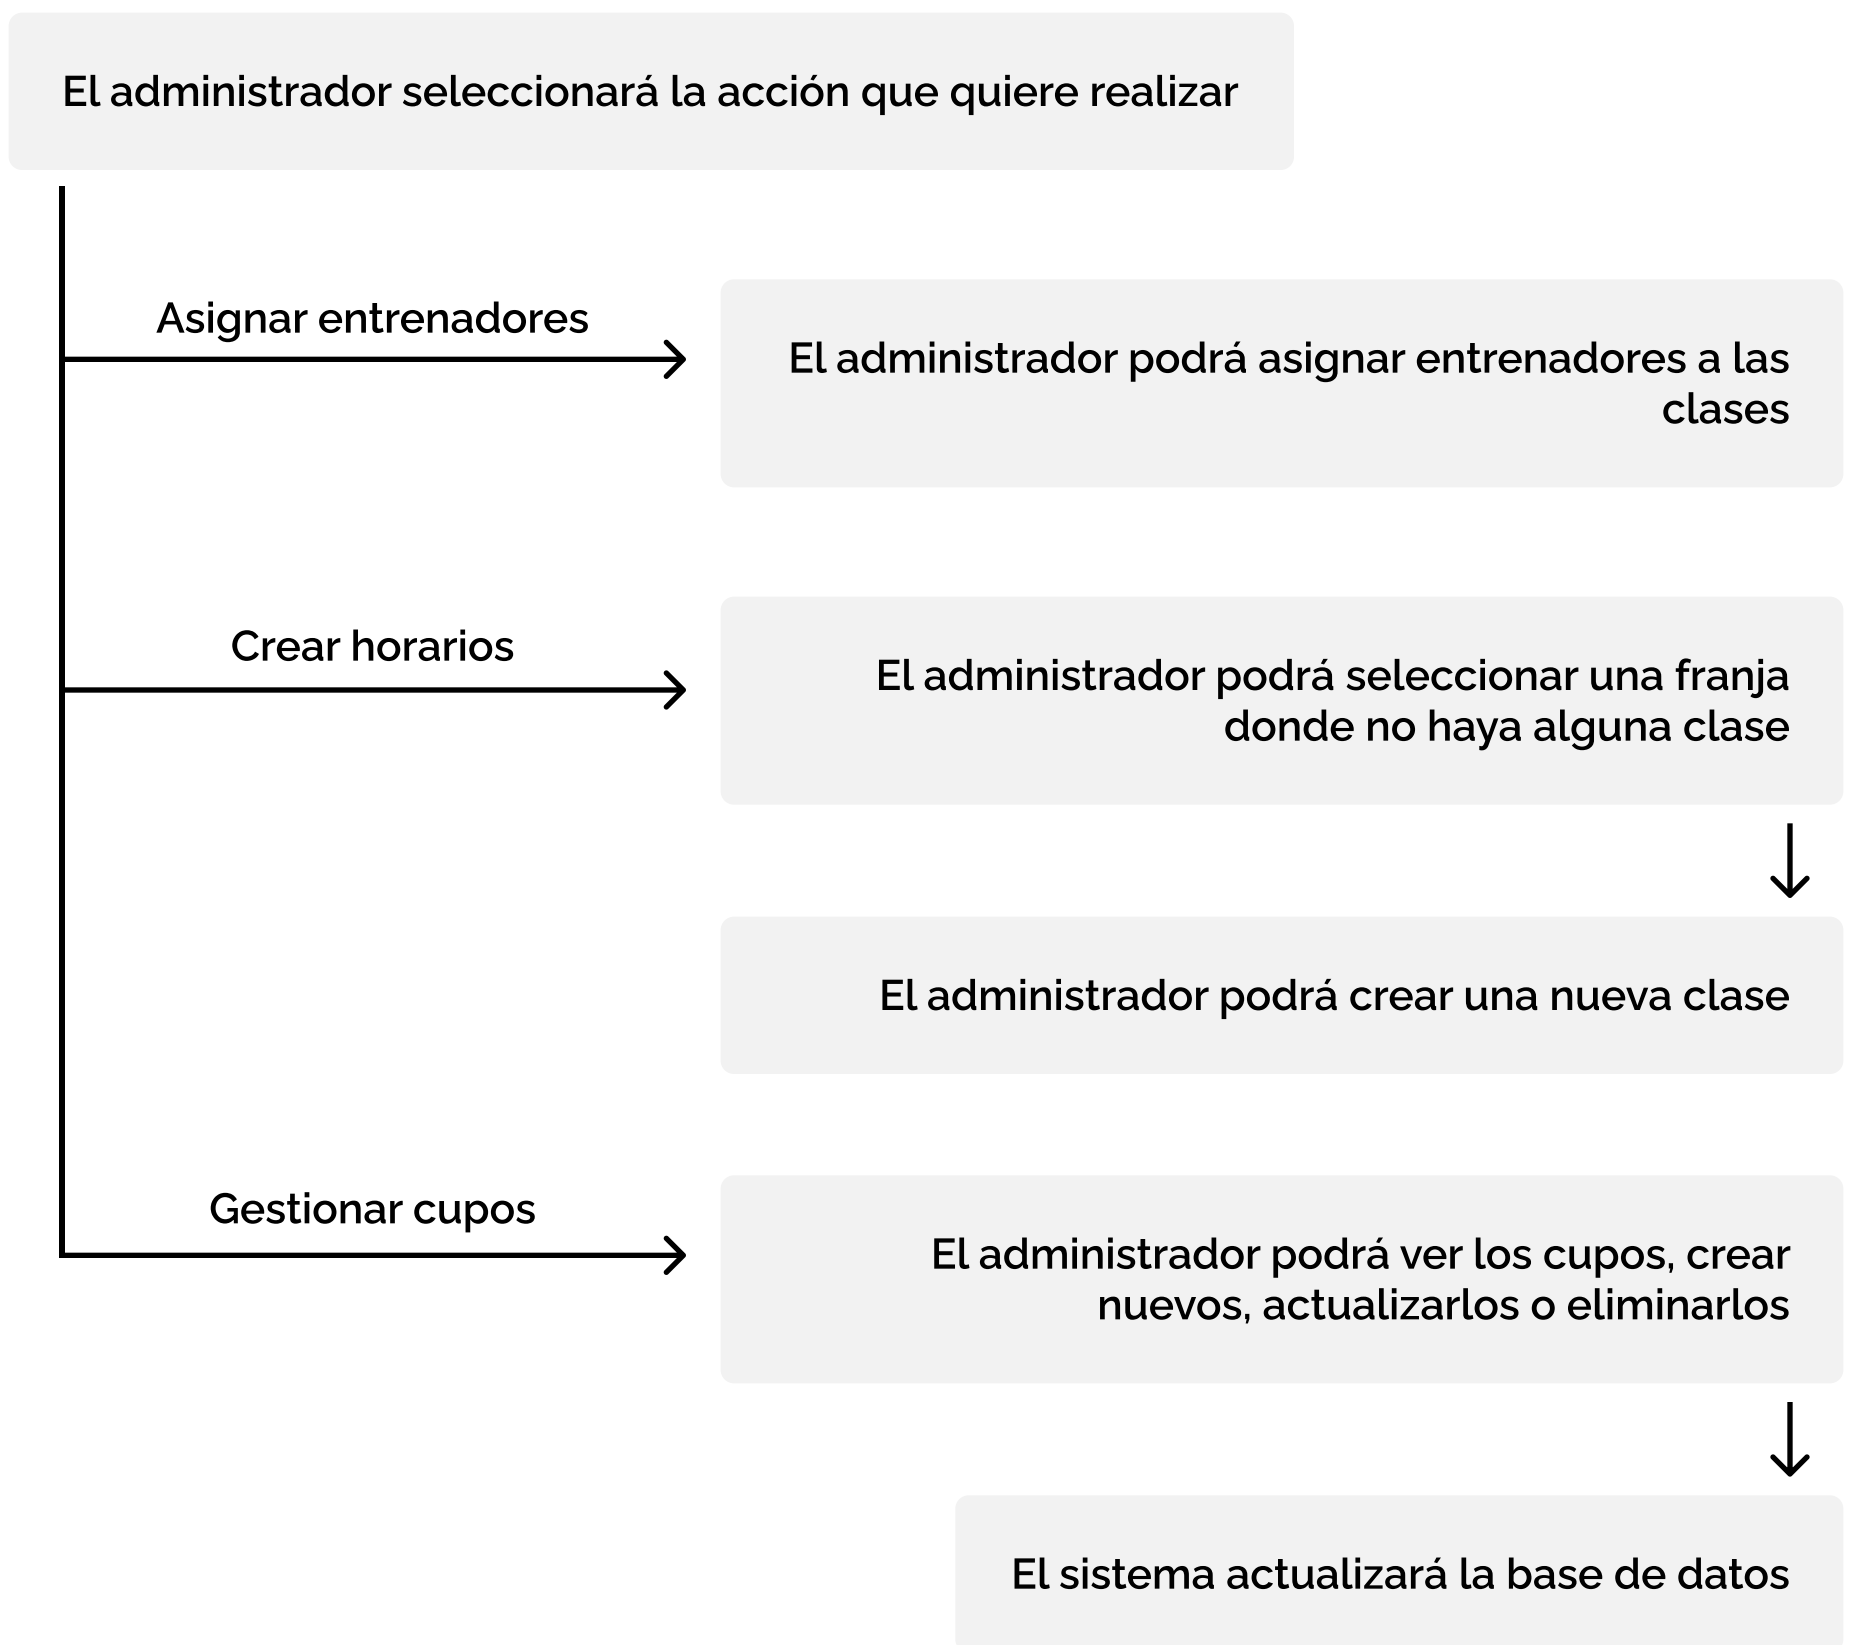 El administrador seleccionará la acción que quiere realizar
Asignar entrenadores
El administrador podrá asignar entrenadores a las
clases
Crear horarios
El administrador podrá seleccionar una franja
donde no haya alguna clase
El administrador podrá crear una nueva clase
Gestionar cupos
El administrador podrá ver los cupos, crear
nuevos, actualizarlos o eliminarlos
El sistema actualizará la base de datos